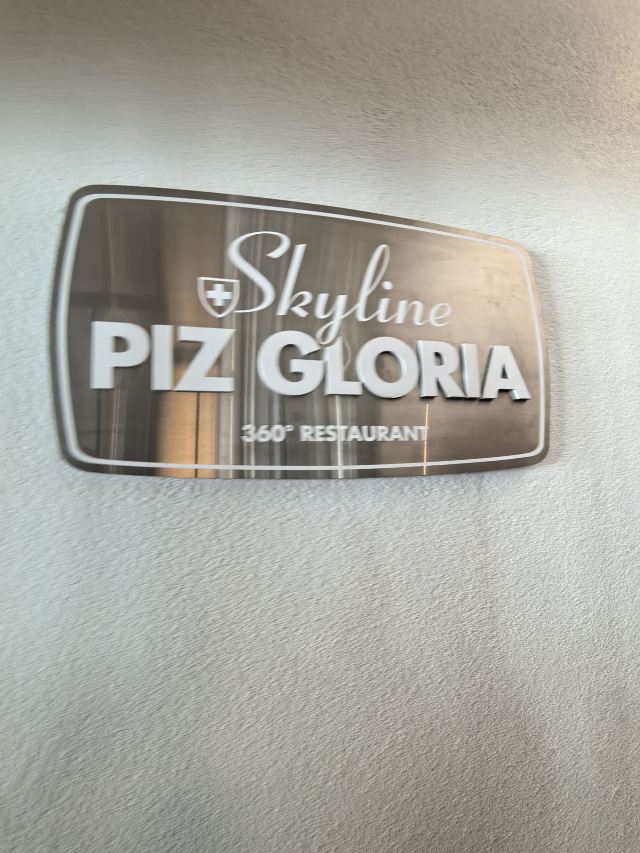 Skyline
PIZ GLORIA
360° RESTAURANT